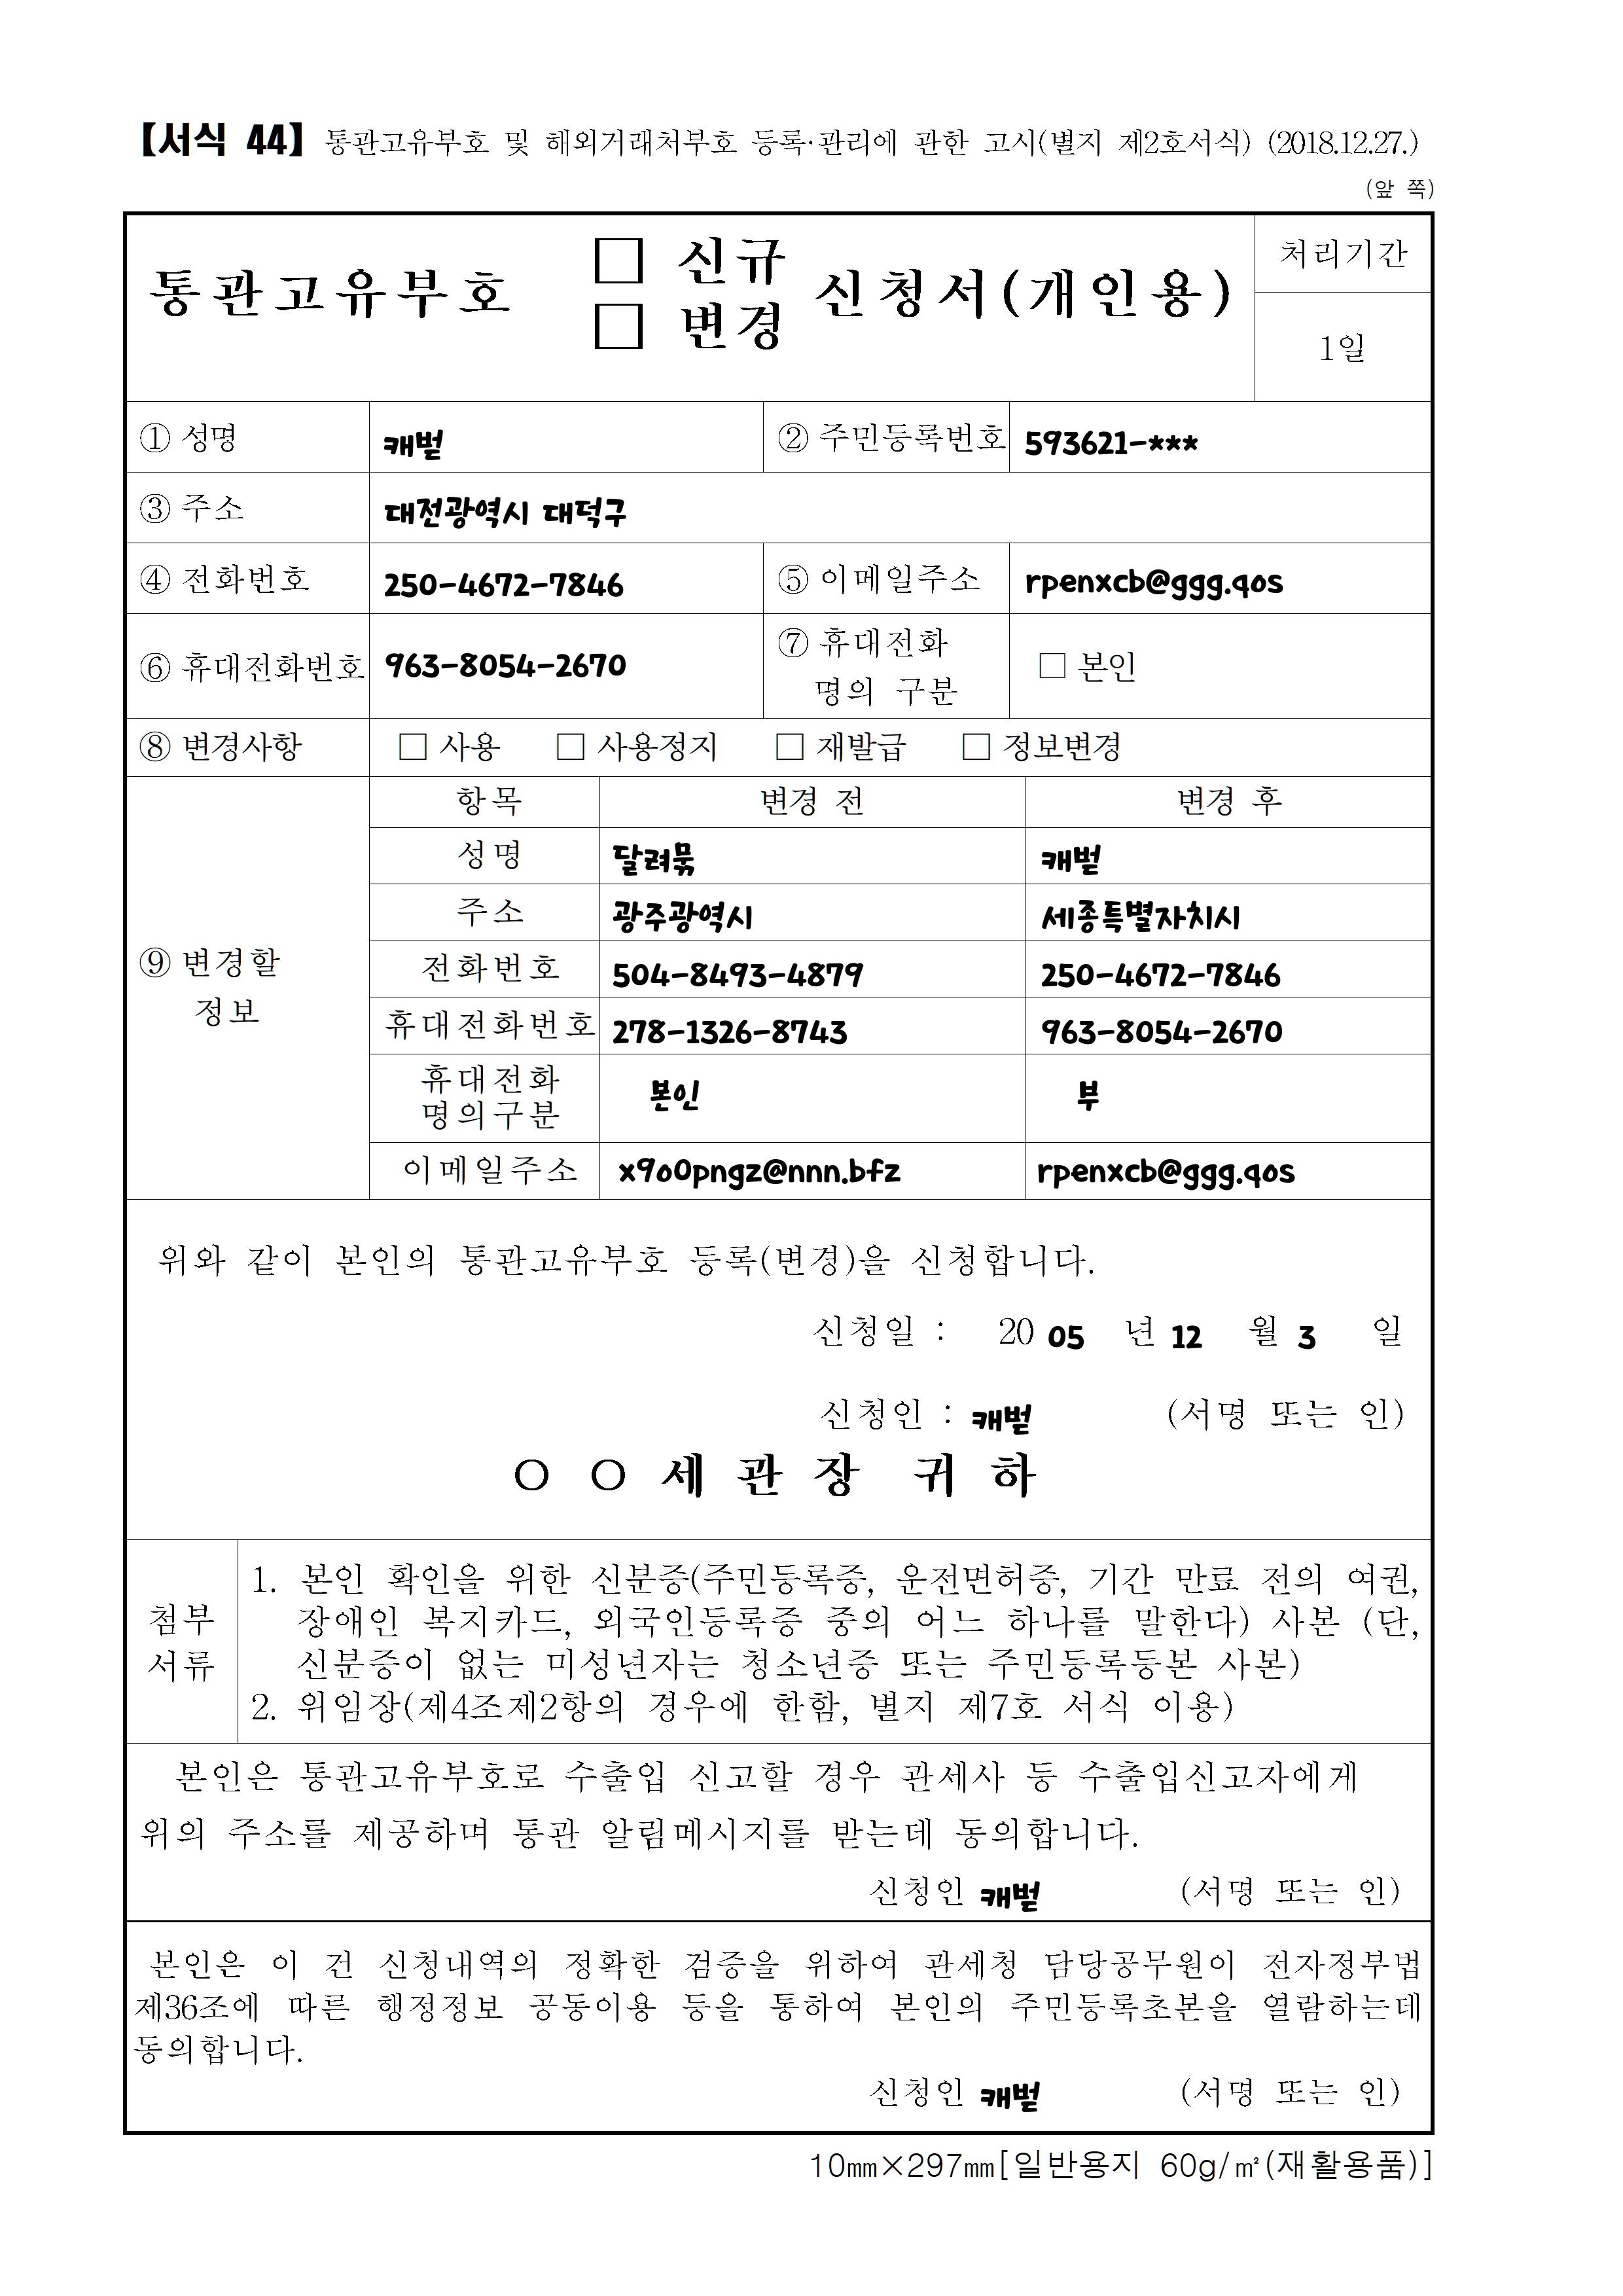 【서식 44】 통관고유부호 및 해외거래처부호 등록·관리에 관한 고시(별지 제2호서식) (2018.12.27.)
(앞 쪽)
통관고유부호 □ 신규 □ 변경 신청서(개인용)
처리기간
1일
① 성명 캐벌 ② 주민등록번호 593621-***
③ 주소 대전광역시 대덕구
④ 전화번호 250-4672-7846 ⑤ 이메일주소 rpenxcb@ggg.qos
⑥ 휴대전화번호 963-8054-2670 ⑦ 휴대전화 명의 구분 □ 본인
⑧ 변경사항 □ 사용 □ 사용정지 □ 재발급 □ 정보변경
⑨ 변경할 정보
항목 변경 전 변경 후
성명 달려묶 캐벌
주소 광주광역시 세종특별자치시
전화번호 504-8493-4879 250-4672-7846
휴대전화번호 278-1326-8743 963-8054-2670
휴대전화 명의구분 본인 부
이메일주소 x9o0pngz@nnn.bfz rpenxcb@ggg.qos
위와 같이 본인의 통관고유부호 등록(변경)을 신청합니다.
신청일 : 20 05 년 12 월 3 일
신청인 : 캐벌 (서명 또는 인)
○ ○ 세 관 장 귀 하
첨부 서류
1. 본인 확인을 위한 신분증(주민등록증, 운전면허증, 기간 만료 전의 여권,
장애인 복지카드, 외국인등록증 중의 어느 하나를 말한다) 사본 (단,
신분증이 없는 미성년자는 청소년증 또는 주민등록등본 사본)
2. 위임장(제4조제2항의 경우에 한함, 별지 제7호 서식 이용)
본인은 통관고유부호로 수출입 신고할 경우 관세사 등 수출입신고자에게
위의 주소를 제공하며 통관 알림메시지를 받는데 동의합니다.
신청인 캐벌 (서명 또는 인)
본인은 이 건 신청내역의 정확한 검증을 위하여 관세청 담당공무원이 전자정부법
제36조에 따른 행정정보 공동이용 등을 통하여 본인의 주민등록초본을 열람하는데
동의합니다.
신청인 캐벌 (서명 또는 인)
10㎜×297㎜[일반용지 60g/㎡(재활용품)]